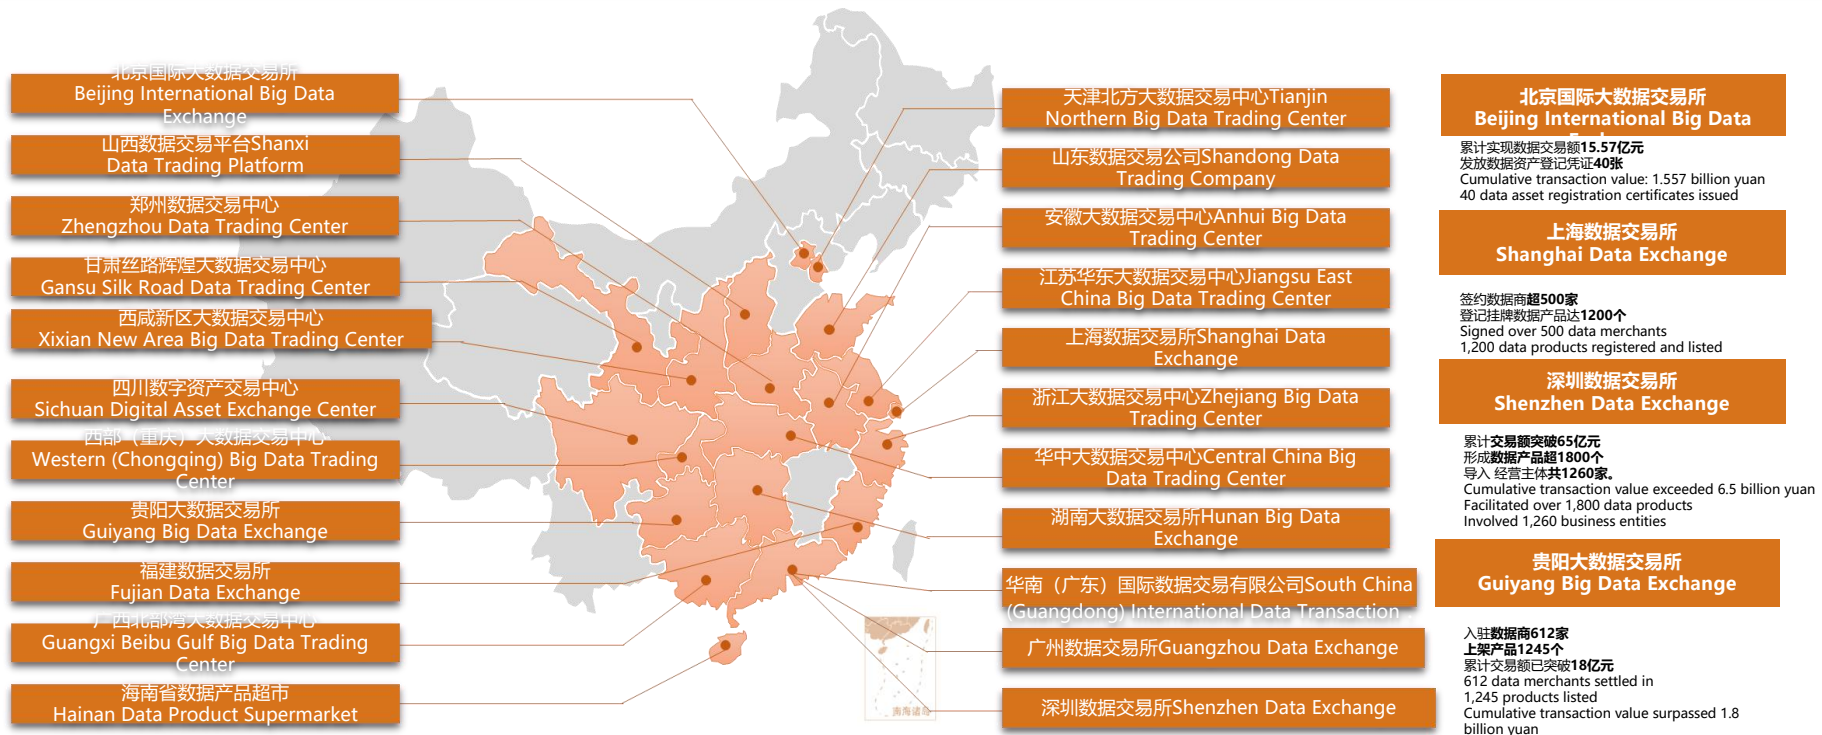 北京国际大数据交易所
Beijing International Big Data
Exchange
山西数据交易平台Shanxi
Data Trading Platform
郑州数据交易中心
Zhengzhou Data Trading Center
甘肃丝路辉煌大数据交易中心
Gansu Silk Road Data Trading Center
西咸新区大数据交易中心
Xixian New Area Big Data Trading Center
四川数字资产交易中心
Sichuan Digital Asset Exchange Center
西部（重庆）大数据交易中心
Western (Chongqing) Big Data Trading
Center
贵阳大数据交易所
Guiyang Big Data Exchange
福建数据交易所
Fujian Data Exchange
广西北部湾大数据交易中心
Guangxi Beibu Gulf Big Data Trading
Center
海南省数据产品超市
Hainan Data Product Supermarket
天津北方大数据交易中心Tianjin
Northern Big Data Trading Center
山东数据交易公司Shandong Data
Trading Company
安徽大数据交易中心Anhui Big Data
Trading Center
江苏华东大数据交易中心Jiangsu East
China Big Data Trading Center
上海数据交易所Shanghai Data
Exchange
浙江大数据交易中心Zhejiang Big Data
Trading Center
华中大数据交易中心Central China Big
Data Trading Center
湖南大数据交易所Hunan Big Data
Exchange
华南（广东）国际数据交易有限公司South China
(Guangdong) International Data Transaction
广州数据交易所Guangzhou Data Exchange
深圳数据交易所Shenzhen Data Exchange
南海诸岛
北京国际大数据交易所
Beijing International Big Data
累计实现数据交易额15.57亿元
发放数据资产登记凭证40张
Cumulative transaction value: 1.557 billion yuan
40 data asset registration certificates issued
上海数据交易所
Shanghai Data Exchange
签约数据商超500家
登记挂牌数据产品达1200个
Signed over 500 data merchants
1,200 data products registered and listed
深圳数据交易所
Shenzhen Data Exchange
累计交易额突破65亿元
形成数据产品超1800个
导入 经营主体共1260家。
Cumulative transaction value exceeded 6.5 billion yuan
Facilitated over 1,800 data products
Involved 1,260 business entities
贵阳大数据交易所
Guiyang Big Data Exchange
入驻数据商612家
上架产品1245个
累计交易额已突破18亿元
612 data merchants settled in
1,245 products listed
Cumulative transaction value surpassed 1.8
billion yuan